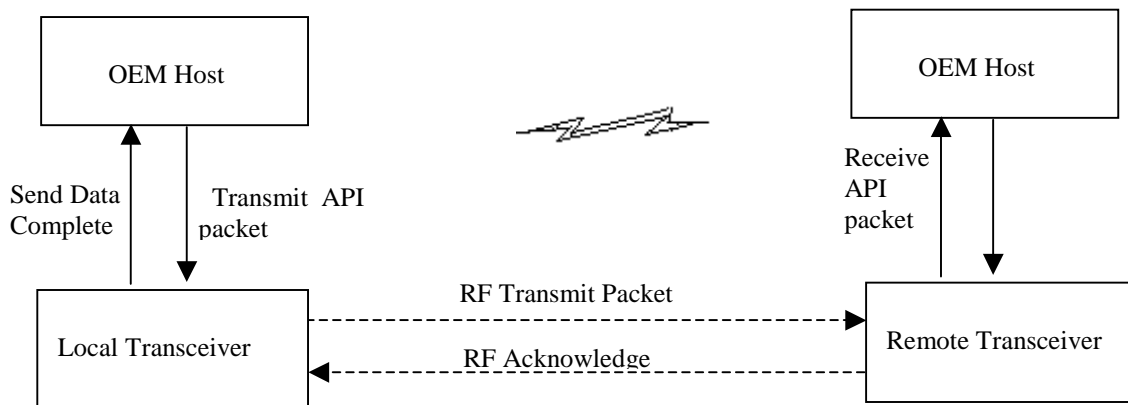 OEM Host
OEM Host
Send Data
Complete
Transmit API
packet
Receive
API
packet
RF Transmit Packet
Local Transceiver
RF Acknowledge
Remote Transceiver